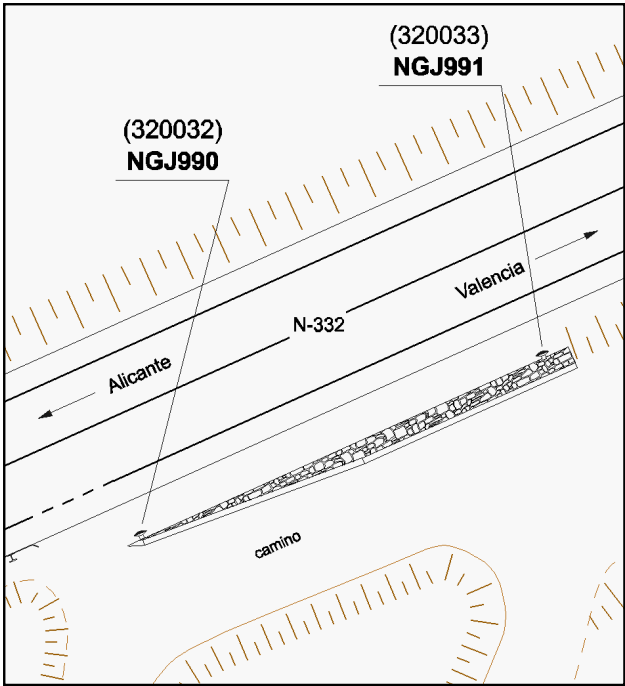 (320033)
NGJ991
(320032)
NGJ990
Valencia
N-332
Alicante
camino